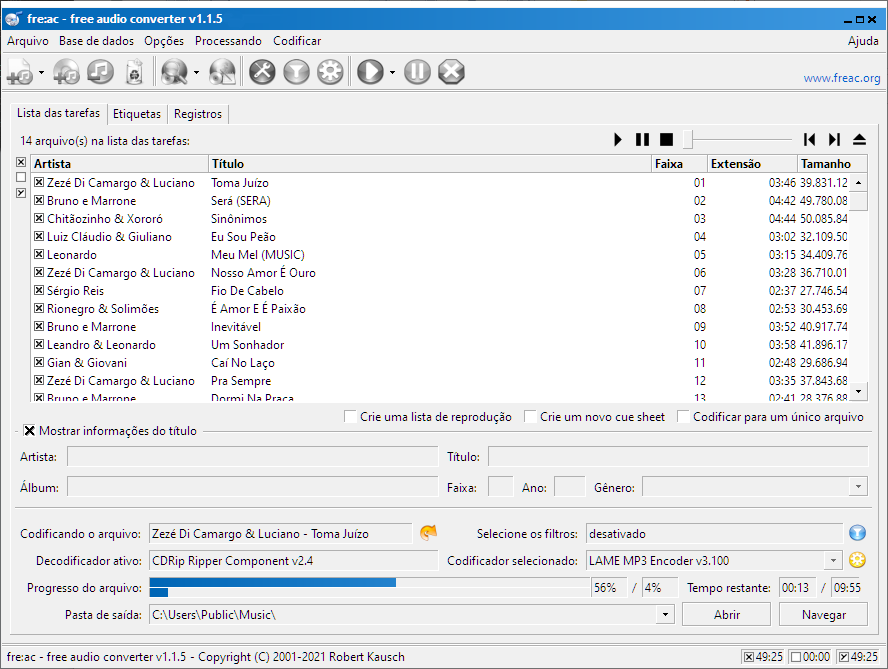 fre:ac - free audio converter v1.1.5
Arquivo Base de dados Opções Processando Codificar Ajuda
www.freac.org
Lista das tarefas Etiquetas Registros
14 arquivo(s) na lista das tarefas:
Artista Título Faixa Extensão Tamanho
Zezé Di Camargo & Luciano Toma Juízo 01 03:46 39.831.12
Bruno e Marrone Será (SERA) 02 04:42 49.780.08
Chitãozinho & Xororó Sinônimos 03 04:44 50.085.84
Luiz Cláudio & Giuliano Eu Sou Peão 04 03:02 32.109.50
Leonardo Meu Mel (MUSIC) 05 03:15 34.409.76
Zezé Di Camargo & Luciano Nosso Amor É Ouro 06 03:28 36.710.01
Sérgio Reis Fio De Cabelo 07 02:37 27.746.54
Rionegro & Solimões É Amor E É Paixão 08 02:53 30.453.69
Bruno e Marrone Inevitável 09 03:52 40.917.74
Leandro & Leonardo Um Sonhador 10 03:58 41.896.17
Gian & Giovani Caí No Laço 11 02:48 29.686.94
Zezé Di Camargo & Luciano Pra Sempre 12 03:35 37.843.68
Bruno e Marrone Dormi Na Praça 13 02:41 28.376.88
Crie uma lista de reprodução Crie um novo cue sheet Codificar para um único arquivo
Mostrar informações do título
Artista: Título:
Álbum: Faixa: Ano: Gênero:
Codificando o arquivo: Zezé Di Camargo & Luciano - Toma Juízo Selecione os filtros: desativado
Decodificador ativo: CDRip Ripper Component v2.4 Codificador selecionado: LAME MP3 Encoder v3.100
Progresso do arquivo: 56% / 4% Tempo restante: 00:13 / 09:55
Pasta de saída: C:\Users\Public\Music\ Abrir Navegar
fre:ac - free audio converter v1.1.5 - Copyright (C) 2001-2021 Robert Kausch 49:25 00:00 49:25